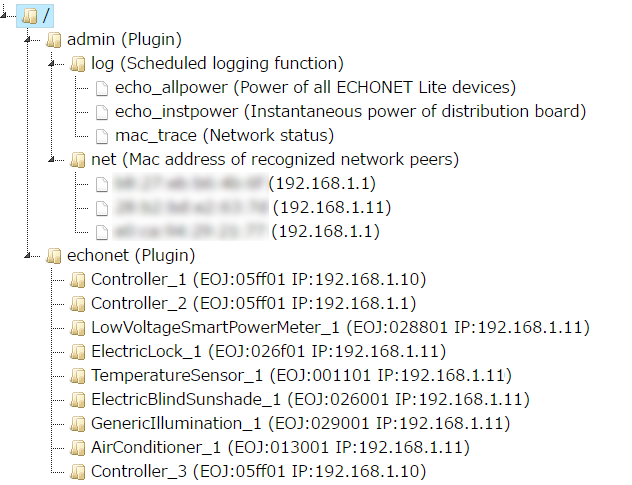 /
admin (Plugin)
log (Scheduled logging function)
echo_allpower (Power of all ECHONET Lite devices)
echo_instpower (Instantaneous power of distribution board)
mac_trace (Network status)
net (Mac address of recognized network peers)
(192.168.1.1)
(192.168.1.11)
(192.168.1.1)
echonet (Plugin)
Controller_1 (EOJ:05ff01 IP:192.168.1.10)
Controller_2 (EOJ:05ff01 IP:192.168.1.1)
LowVoltageSmartPowerMeter_1 (EOJ:028801 IP:192.168.1.11)
ElectricLock_1 (EOJ:026f01 IP:192.168.1.11)
TemperatureSensor_1 (EOJ:001101 IP:192.168.1.11)
ElectricBlindSunshade_1 (EOJ:026001 IP:192.168.1.11)
GenericIllumination_1 (EOJ:029001 IP:192.168.1.11)
AirConditioner_1 (EOJ:013001 IP:192.168.1.11)
Controller_3 (EOJ:05ff01 IP:192.168.1.10)